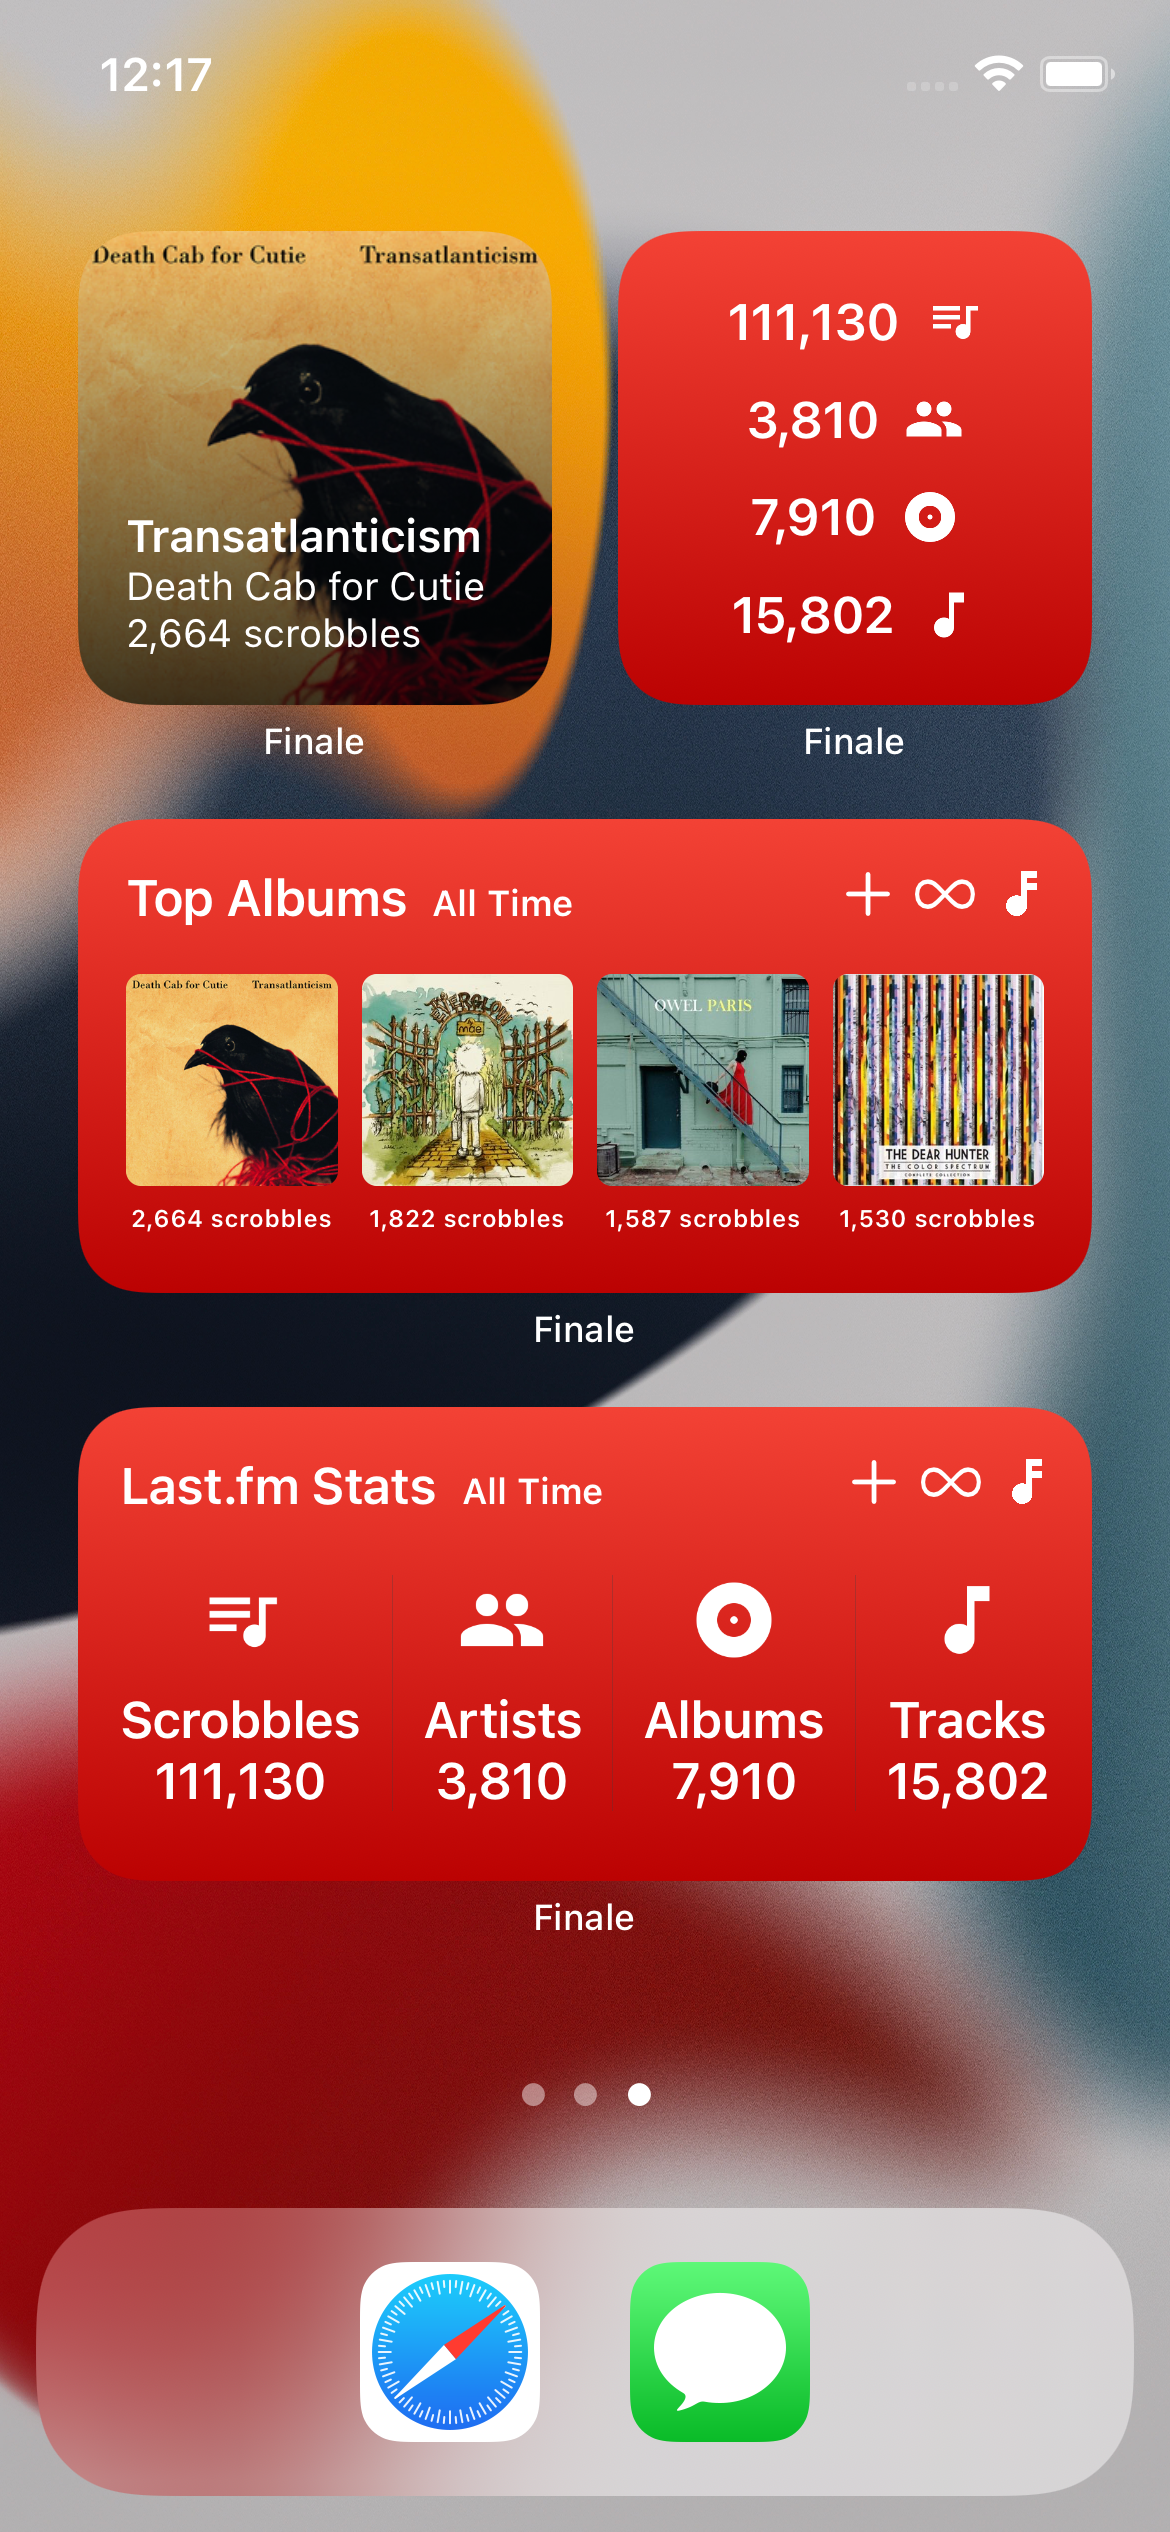 12:17
Death Cab for Cutie Transatlanticism
Transatlanticism
Death Cab for Cutie
2,664 scrobbles
Finale
111,130
3,810
7,910
15,802
Finale
Top Albums All Time
Death Cab for Cutie Transatlanticism
EVERGLOW
mae
OWEL PARIS
THE DEAR HUNTER
THE COLOR SPECTRUM
COMPLETE COLLECTION
2,664 scrobbles 1,822 scrobbles 1,587 scrobbles 1,530 scrobbles
Finale
Last.fm Stats All Time
Scrobbles Artists Albums Tracks
111,130 3,810 7,910 15,802
Finale